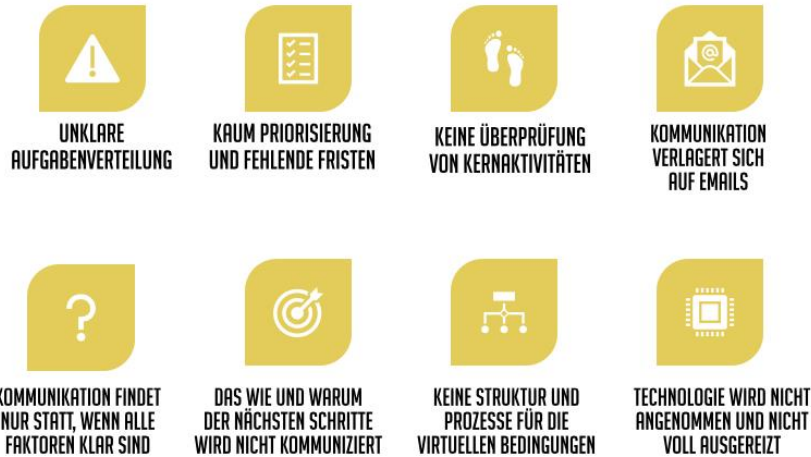 UNKLARE
AUFGABENVERTEILUNG
KAUM PRIORISIERUNG
UND FEHLENDE FRISTEN
KEINE ÜBERPRÜFUNG
VON KERNAKTIVITÄTEN
KOMMUNIKATION
VERLAGERT SICH
AUF EMAILS
KOMMUNIKATION FINDET
NUR STATT, WENN ALLE
FAKTOREN KLAR SIND
DAS WIE UND WARUM
DER NÄCHSTEN SCHRITTE
WIRD NICHT KOMMUNIZIERT
KEINE STRUKTUR UND
PROZESSE FÜR DIE
VIRTUELLEN BEDINGUNGEN
TECHNOLOGIE WIRD NICHT
ANGENOMMEN UND NICHT
VOLL AUSGEREIZT